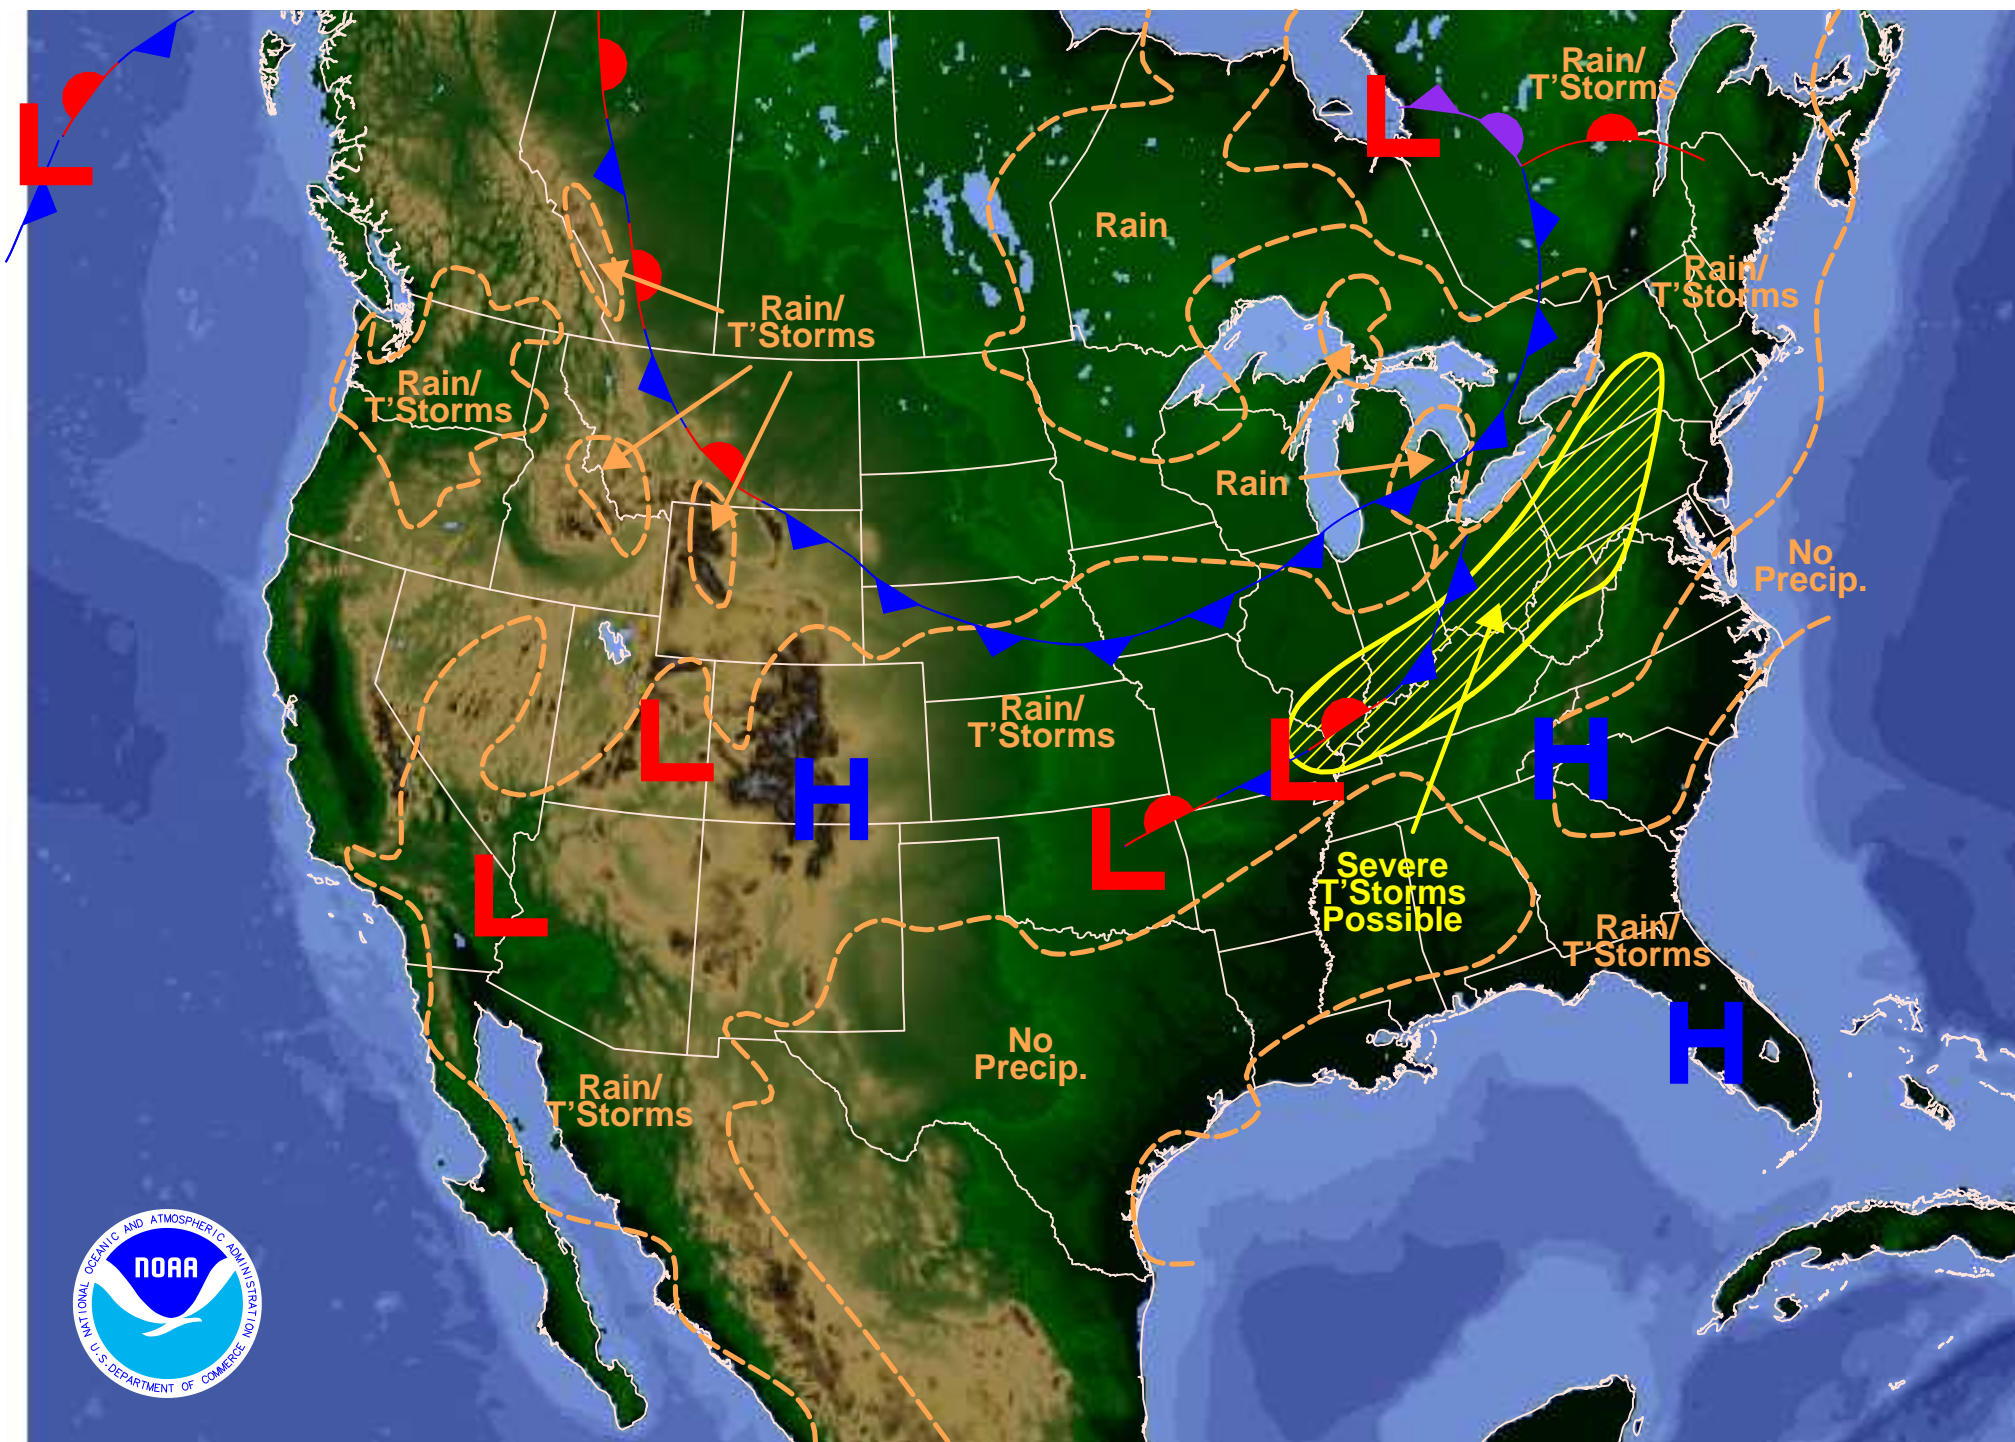 L
Rain/
T'Storms
L
Rain
Rain/
T'Storms
Rain/
T'Storms
Rain/
T'Storms
Rain
No
Precip.
L
Rain/
T'Storms
L
H
H
L
L
Severe
T'Storms
Possible
Rain/
T'Storms
H
No
Precip.
Rain/
T'Storms
NATIONAL OCEANIC AND ATMOSPHERIC ADMINISTRATION
NOAA
U.S. DEPARTMENT OF COMMERCE